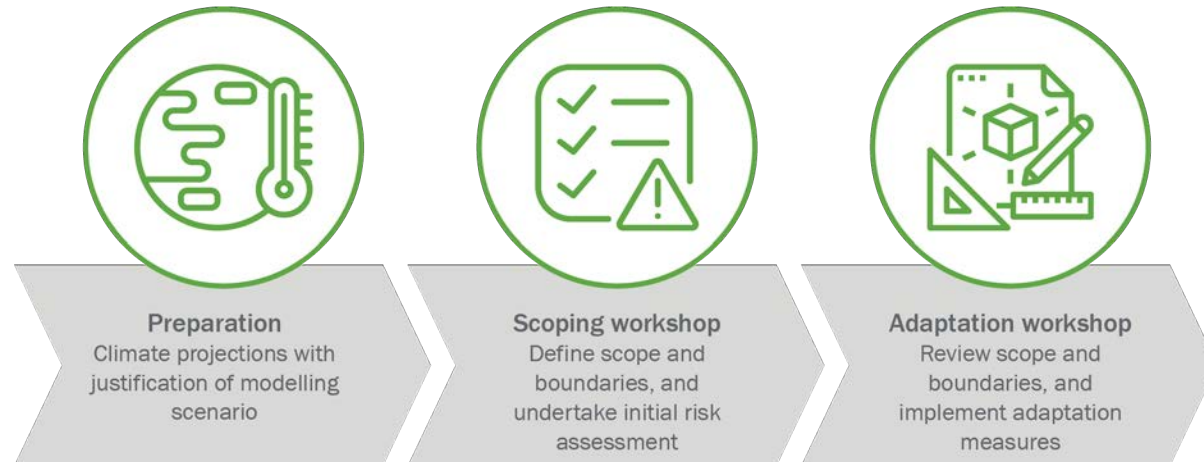 Preparation
Climate projections with
justification of modelling
scenario
Scoping workshop
Define scope and
boundaries, and
undertake initial risk
assessment
Adaptation workshop
Review scope and
boundaries, and
implement adaptation
measures